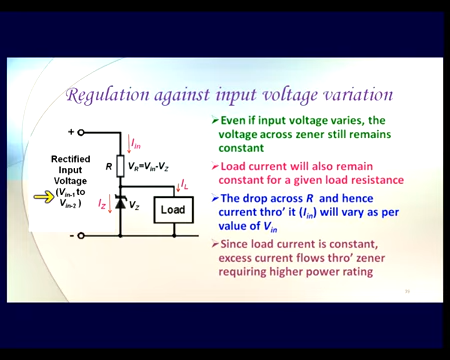 Regulation against input voltage variation
+
I_in
Rectified
Input
Voltage
(V_in-1 to
V_in-2 )
R
V_R=V_in-V_Z
I_L
I_Z
V_Z
Load
-
➢Even if input voltage varies, the
voltage across zener still remains
constant
➢Load current will also remain
constant for a given load resistance
➢The drop across R and hence
current thro’ it (I_in) will vary as per
value of V_in
➢Since load current is constant,
excess current flows thro’ zener
requiring higher power rating